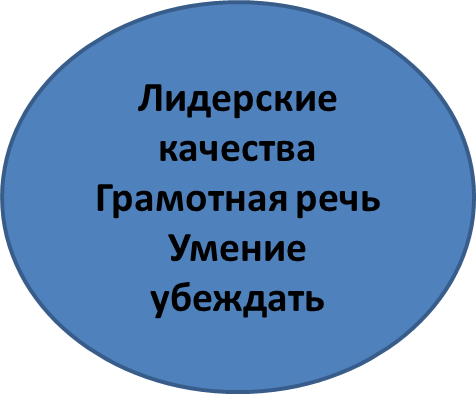 Лидерские
качества
Грамотная речь
Умение
убеждать